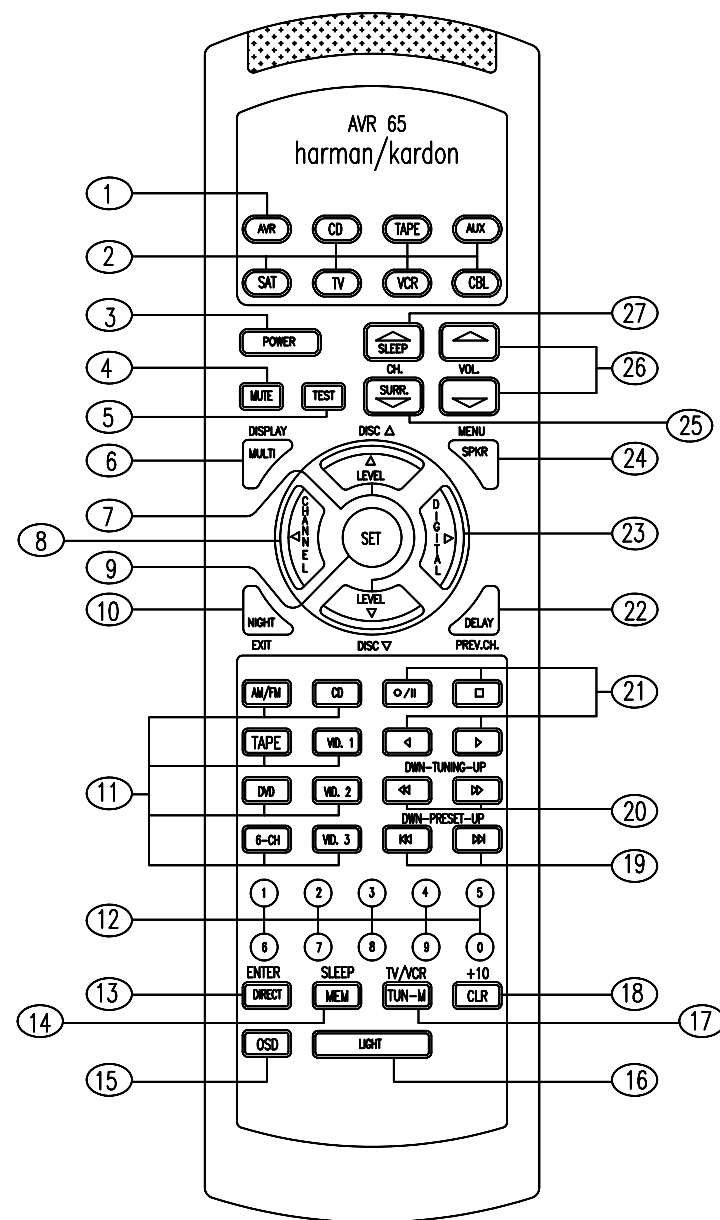 AVR 65
harman/kardon
1
AVR CD TAPE AUX
2
SAT TV VCR CBL
3
POWER
SLEEP
27
CH. VOL.
26
4
MUTE TEST
SURR.
5
25
DISPLAY DISC △ MENU
6
MULTI
LEVEL
SPKR
24
7
8
CHANNEL
SET
DIGITAL
23
9
10
NIGHT
LEVEL
DELAY
22
EXIT DISC ▽ PREV.CH.
AM/FM CD O/II □
21
TAPE VID. 1
11
DWN-TUNING-UP
DVD VID. 2
20
DWN-PRESET-UP
6-CH VID. 3
19
1 2 3 4 5
12
6 7 8 9 0
ENTER SLEEP TV/VCR +10
13
DIRECT MEM TUN-M CLR
18
14
17
OSD LIGHT
15
16